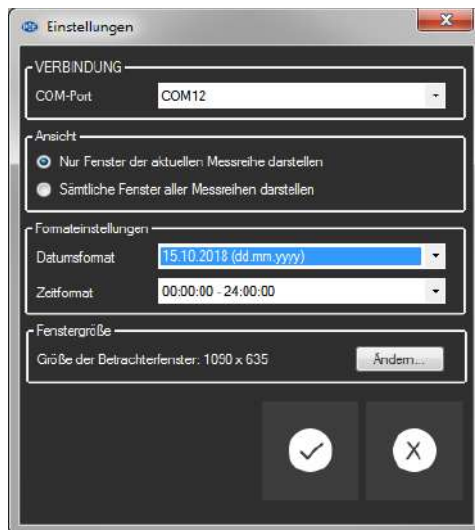 Einstellungen
VERBINDUNG
COM-Port COM12
Ansicht
Nur Fenster der aktuellen Messreihe darstellen
Sämtliche Fenster aller Messreihen darstellen
Formateinstellungen
Datumsformat 15.10.2018 (dd.mm.yyyy)
Zeitformat 00:00:00 - 24:00:00
Fenstergröße
Größe der Betrachterfenster: 1090 x 635 Ändern...